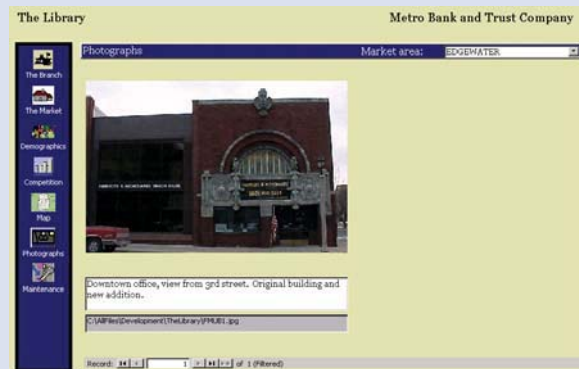 The Library Metro Bank and Trust Company
Photographs Market area: EDGEWATER
The Branch
The Market
Demographics
Competition
Map
Photographs
Maintenance
Downtown office, view from 3rd street. Original building and
new addition.
C:\AllFiles\Development\TheLibrary\FMU01.jpg
Record: 1 of 1 (Filtered)